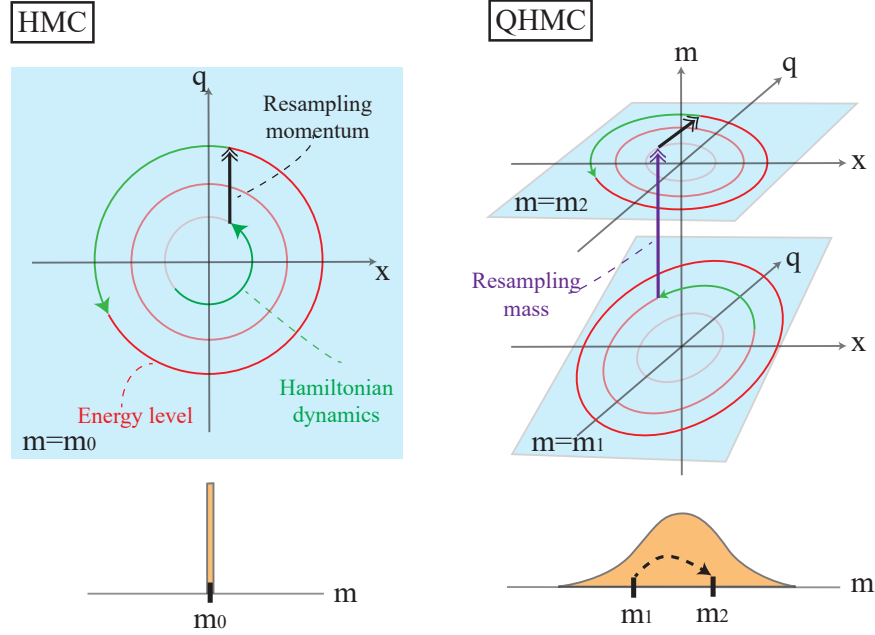 HMC
q
Resampling
momentum
x
Hamiltonian
dynamics
Energy level
m=m0
m
m0
QHMC
m
q
x
m=m2
Resampling
mass
q
x
m=m1
m
m1
m2